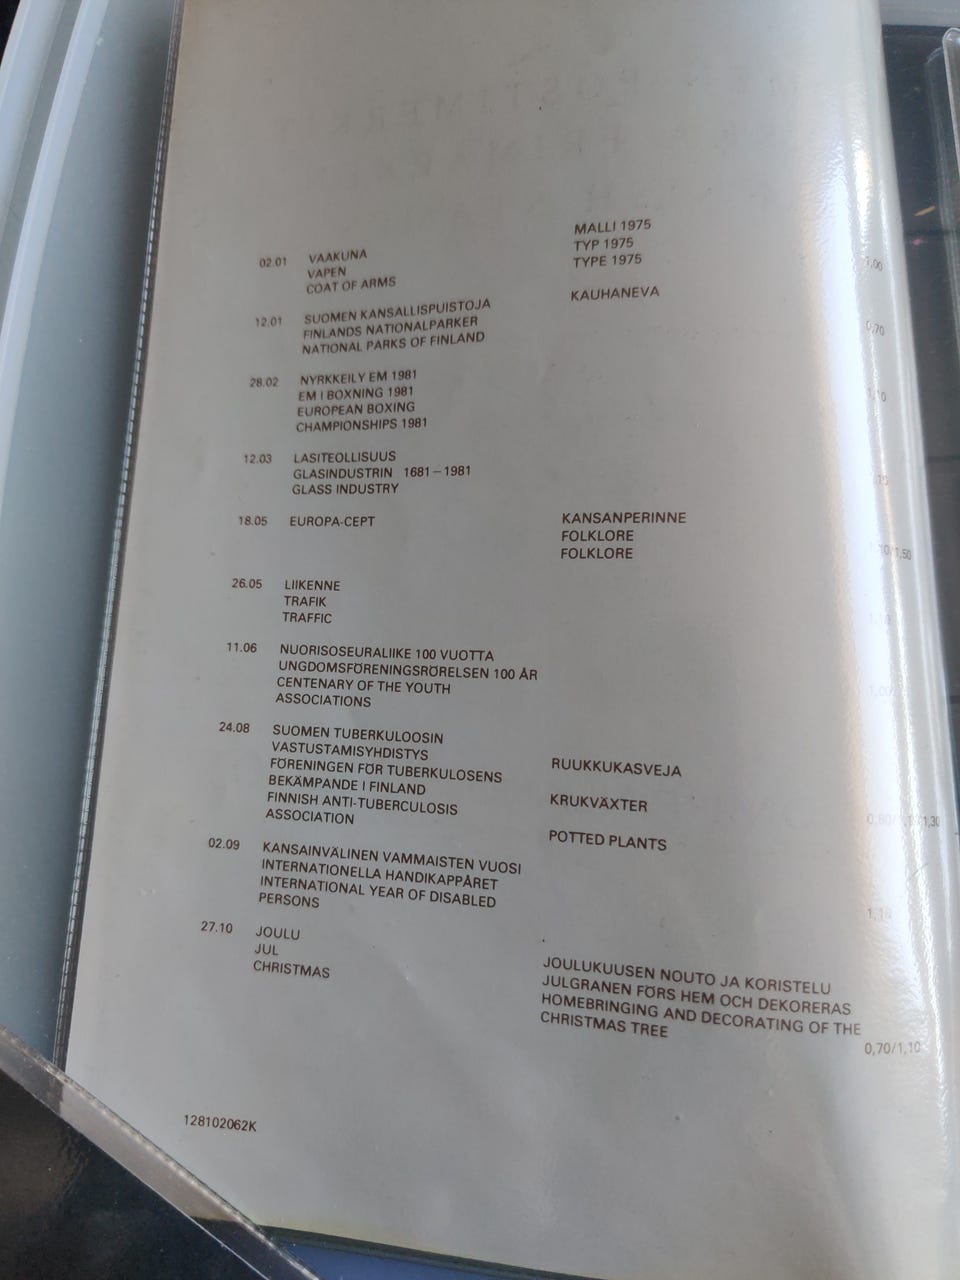 02.01 VAAKUNA MALLI 1975
VAPEN TYP 1975
COAT OF ARMS TYPE 1975
12.01 SUOMEN KANSALLISPUISTOJA KAUHANEVA
FINLANDS NATIONALPARKER
NATIONAL PARKS OF FINLAND
0,70
28.02 NYRKKEILY EM 1981
EM I BOXNING 1981
EUROPEAN BOXING
CHAMPIONSHIPS 1981
12.03 LASITEOLLISUUS
GLASINDUSTRIN 1681–1981
GLASS INDUSTRY
18.05 EUROPA-CEPT KANSANPERINNE
FOLKLORE
FOLKLORE
26.05 LIIKENNE
TRAFIK
TRAFFIC
11.06 NUORISOSEURALIIKE 100 VUOTTA
UNGDOMSFÖRENINGSRÖRELSEN 100 ÅR
CENTENARY OF THE YOUTH
ASSOCIATIONS
1,00
24.08 SUOMEN TUBERKULOOSIN
VASTUSTAMISYHDISTYS RUUKKUKASVEJA
FÖRENINGEN FÖR TUBERKULOSENS
BEKÄMPANDE I FINLAND KRUKVÄXTER
FINNISH ANTI-TUBERCULOSIS
ASSOCIATION POTTED PLANTS
02.09 KANSAINVÄLINEN VAMMAISTEN VUOSI
INTERNATIONELLA HANDIKAPPÅRET
INTERNATIONAL YEAR OF DISABLED
PERSONS
27.10 JOULU JOULUKUUSEN NOUTO JA KORISTELU
JUL JULGRANEN FÖRS HEM OCH DEKORERAS
CHRISTMAS HOMEBRINGING AND DECORATING OF THE
CHRISTMAS TREE
0,70/1,10
128102062K